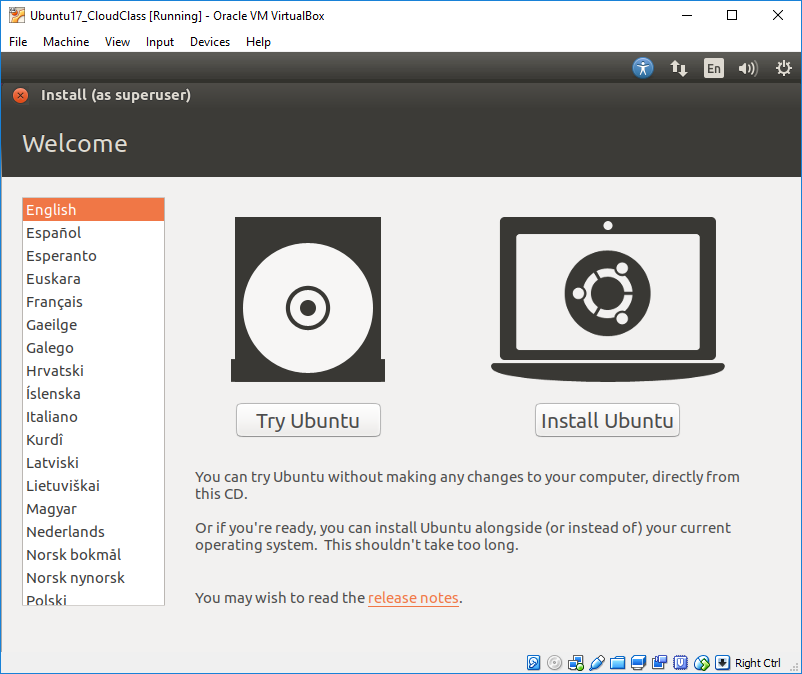 Ubuntu17_CloudClass [Running] - Oracle VM VirtualBox
File Machine View Input Devices Help
En
Install (as superuser)
Welcome
English
Español
Esperanto
Euskara
Français
Gaeilge
Galego
Hrvatski
Íslenska
Italiano
Kurdî
Latviski
Lietuviškai
Magyar
Nederlands
Norsk bokmål
Norsk nynorsk
Polski
Try Ubuntu
Install Ubuntu
You can try Ubuntu without making any changes to your computer, directly from
this CD.
Or if you're ready, you can install Ubuntu alongside (or instead of) your current
operating system. This shouldn't take too long.
You may wish to read the release notes.
Right Ctrl